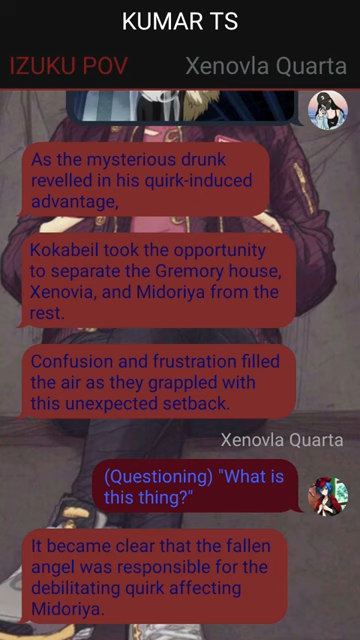 KUMAR TS
IZUKU POV
Xenovla Quarta
As the mysterious drunk
revelled in his quirk-induced
advantage,
Kokabeil took the opportunity
to separate the Gremory house,
Xenovia, and Midoriya from the
rest.
Confusion and frustration filled
the air as they grappled with
this unexpected setback.
Xenovla Quarta
(Questioning) "What is
this thing?"
It became clear that the fallen
angel was responsible for the
debilitating quirk affecting
Midoriya.